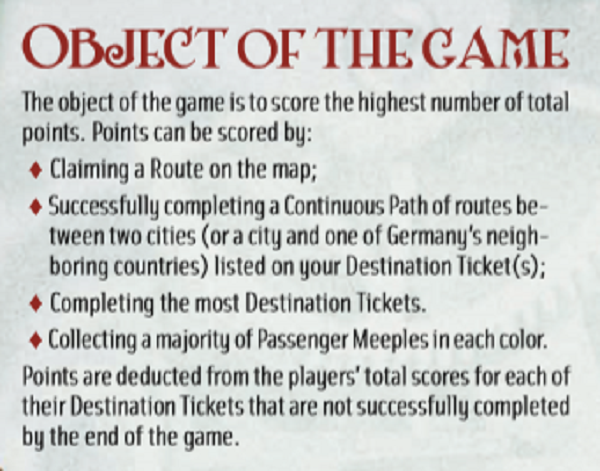 OBJECT OF THE GAME
The object of the game is to score the highest number of total
points. Points can be scored by:
♦ Claiming a Route on the map;
♦ Successfully completing a Continuous Path of routes be-
tween two cities (or a city and one of Germany's neigh-
boring countries) listed on your Destination Ticket(s);
♦ Completing the most Destination Tickets.
♦ Collecting a majority of Passenger Meeples in each color.
Points are deducted from the players' total scores for each of
their Destination Tickets that are not successfully completed
by the end of the game.